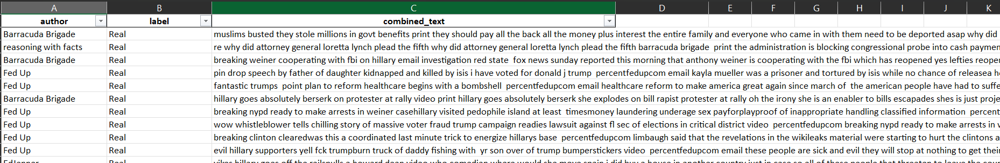 A B C D E F G H I J K
author label combined_text
Barracuda Brigade Real muslims busted they stole millions in govt benefits print they should pay all the back all the money plus interest the entire family and everyone who came in with them need to be deported asap why did
reasoning with facts Real re why did attorney general loretta lynch plead the fifth why did attorney general loretta lynch plead the fifth barracuda brigade  print the administration is blocking congressional probe into cash paymen
Barracuda Brigade Real breaking weiner cooperating with fbi on hillary email investigation red state  fox news sunday reported this morning that anthony weiner is cooperating with the fbi which has reopened yes lefties reope
Fed Up Real pin drop speech by father of daughter kidnapped and killed by isis i have voted for donald j trump  percentfedupcom email kayla mueller was a prisoner and tortured by isis while no chance of releasea h
Fed Up Real fantastic trumps  point plan to reform healthcare begins with a bombshell  percentfedupcom email healthcare reform to make america great again since march of  the american people have had to suffe
Barracuda Brigade Real hillary goes absolutely berserk on protester at rally video print hillary goes absolutely berserk she explodes on bill rapist protester at rally oh the irony she is an enabler to bills escapades shes is just proje
Fed Up Real breaking nypd ready to make arrests in weiner casehillary visited pedophile island at least  timesmoney laundering underage sex payforplayproof of inappropriate handling classified information  percent
Fed Up Real wow whistleblower tells chilling story of massive voter fraud trump campaign readies lawsuit against fl sec of elections in critical district video  percentfedupcom breaking nypd ready to make arrests in
Fed Up Real breaking clinton clearedwas this a coordinated last minute trick to energize hillarys base  percentfedupcom limbaugh said that the revelations in the wikileaks material were starting to hurt the clintons a
Fed Up Real evil hillary supporters yell fck trumpburn truck of daddy fishing with  yr son over of trump bumperstickers video  percentfedupcom email these people are sick and evil they will stop at nothing to get thei